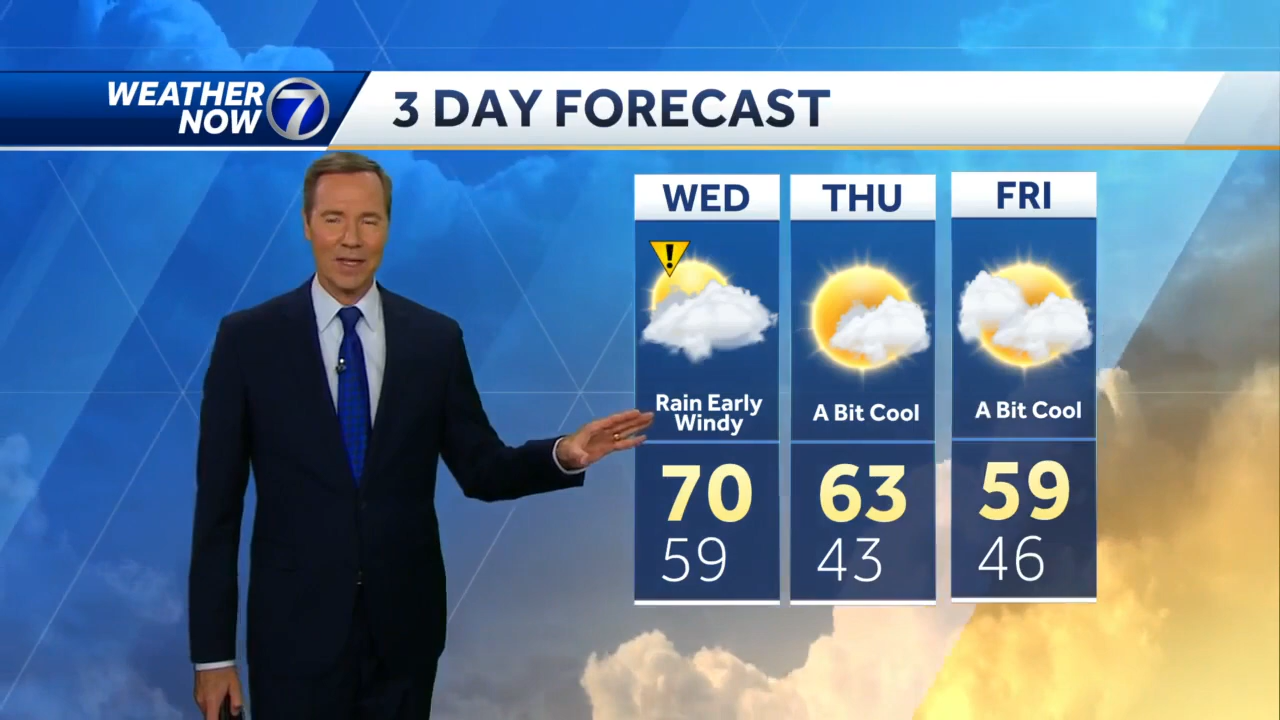 WEATHER
NOW 7
3 DAY FORECAST
WED
THU
FRI
!
Rain Early
Windy
A Bit Cool
A Bit Cool
70
63
59
59
43
46